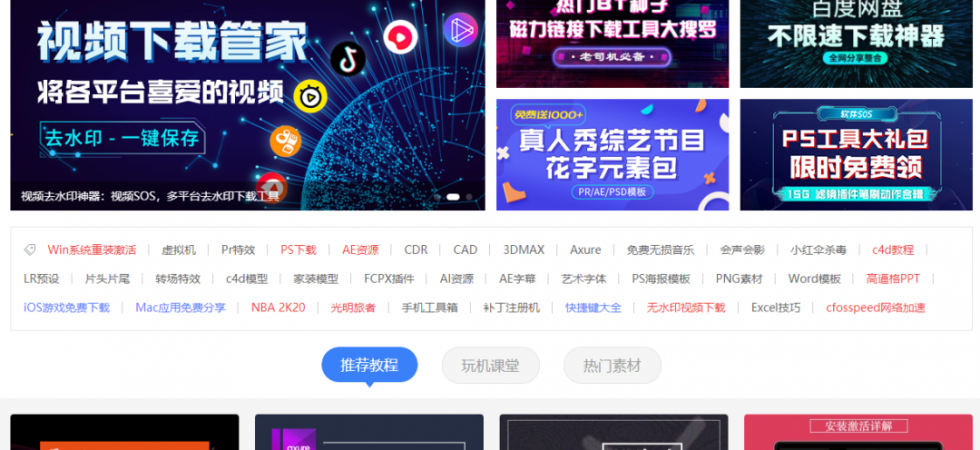 视频下载管家
将各平台喜爱的视频
去水印 - 一键保存
视频去水印神器：视频SOS，多平台去水印下载工具
热门BT种子
磁力链接下载工具大搜罗
老司机必备
百度网盘
不限速下载神器
全网分享整合
免费送1000+
真人秀综艺节目
花字元素包
PR/AE/PSD模板
软件SOS
PS工具大礼包
限时免费领
15G 滤镜插件笔刷动作合辑
Win系统重装激活 | 虚拟机 | Pr特效 | PS下载 | AE资源 | CDR | CAD | 3DMAX | Axure | 免费无损音乐 | 会声会影 | 小红伞杀毒 | c4d教程 |
LR预设 | 片头片尾 | 转场特效 | c4d模型 | 家装模型 | FCPX插件 | AI资源 | AE字幕 | 艺术字体 | PS海报模板 | PNG素材 | Word模板 | 高逼格PPT |
iOS游戏免费下载 | Mac应用免费分享 | NBA 2K20 | 光明旅者 | 手机工具箱 | 补丁注册机 | 快捷键大全 | 无水印视频下载 | Excel技巧 | cfosspeed网络加速
推荐教程
玩机课堂
热门素材
axure
安装激活详解